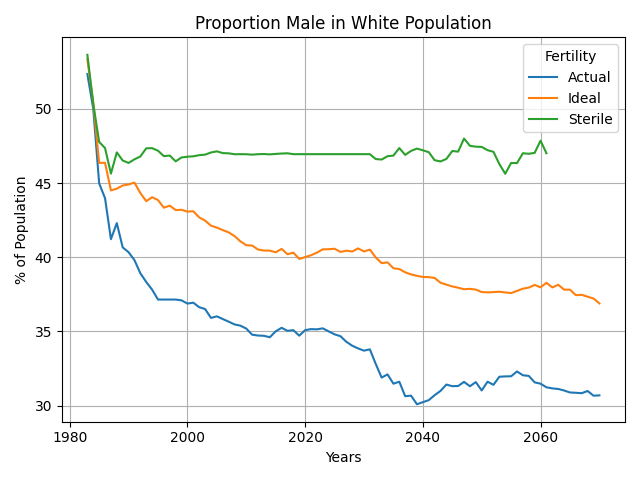 Proportion Male in White Population
% of Population
50
45
40
35
30
Fertility
Actual
Ideal
Sterile
1980
2000
2020
2040
2060
Years